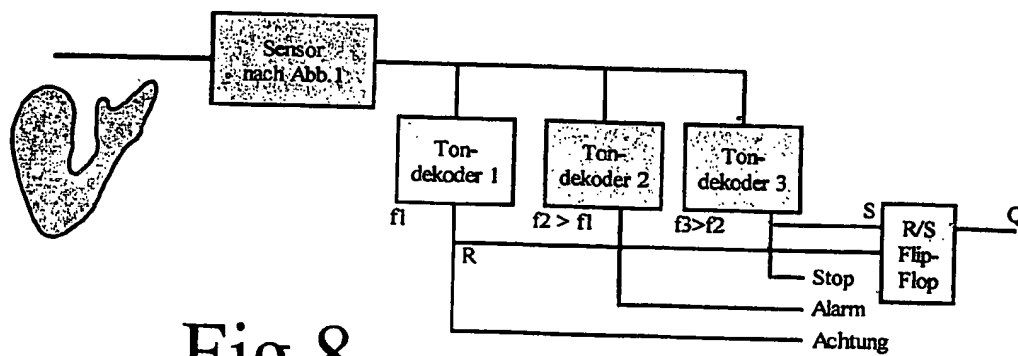 Sensor
nach Abb.1
Ton-
dekoder 1
Ton-
dekoder 2
Ton-
dekoder 3
f1
f2 > f1
f3>f2
S
Q
R/S
Flip-
Flop
R
Stop
Alarm
Achtung
Fig 8